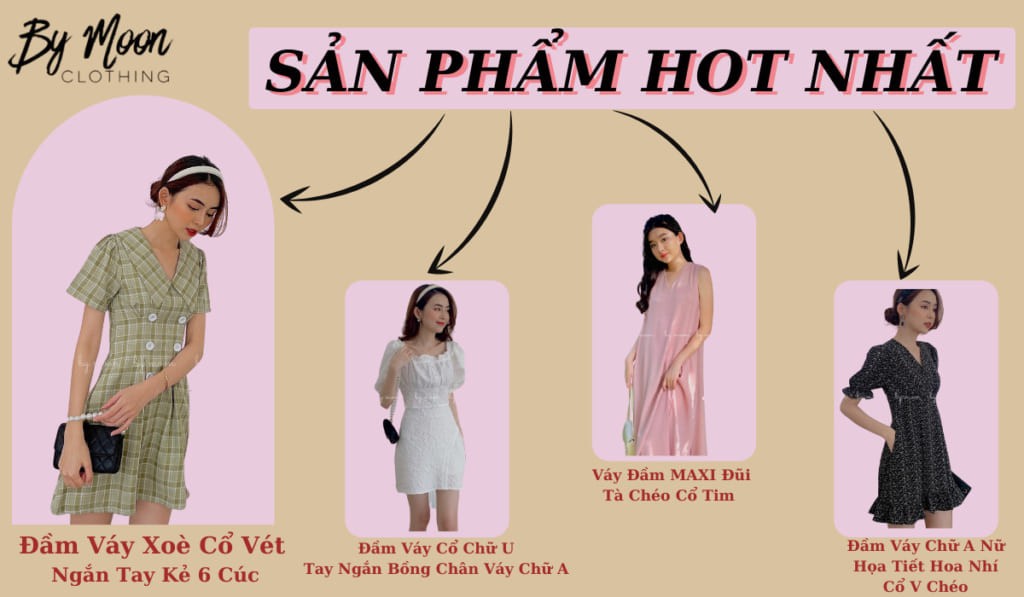 By Moon
CLOTHING
SẢN PHẨM HOT NHẤT
Đầm Váy Xoè Cổ Vét
Ngắn Tay Kẻ 6 Cúc
Đầm Váy Cổ Chữ U
Tay Ngắn Bồng Chân Váy Chữ A
Váy Đầm MAXI Đũi
Tà Chéo Cổ Tim
Đầm Váy Chữ A Nữ
Họa Tiết Hoa Nhí
Cổ V Chéo